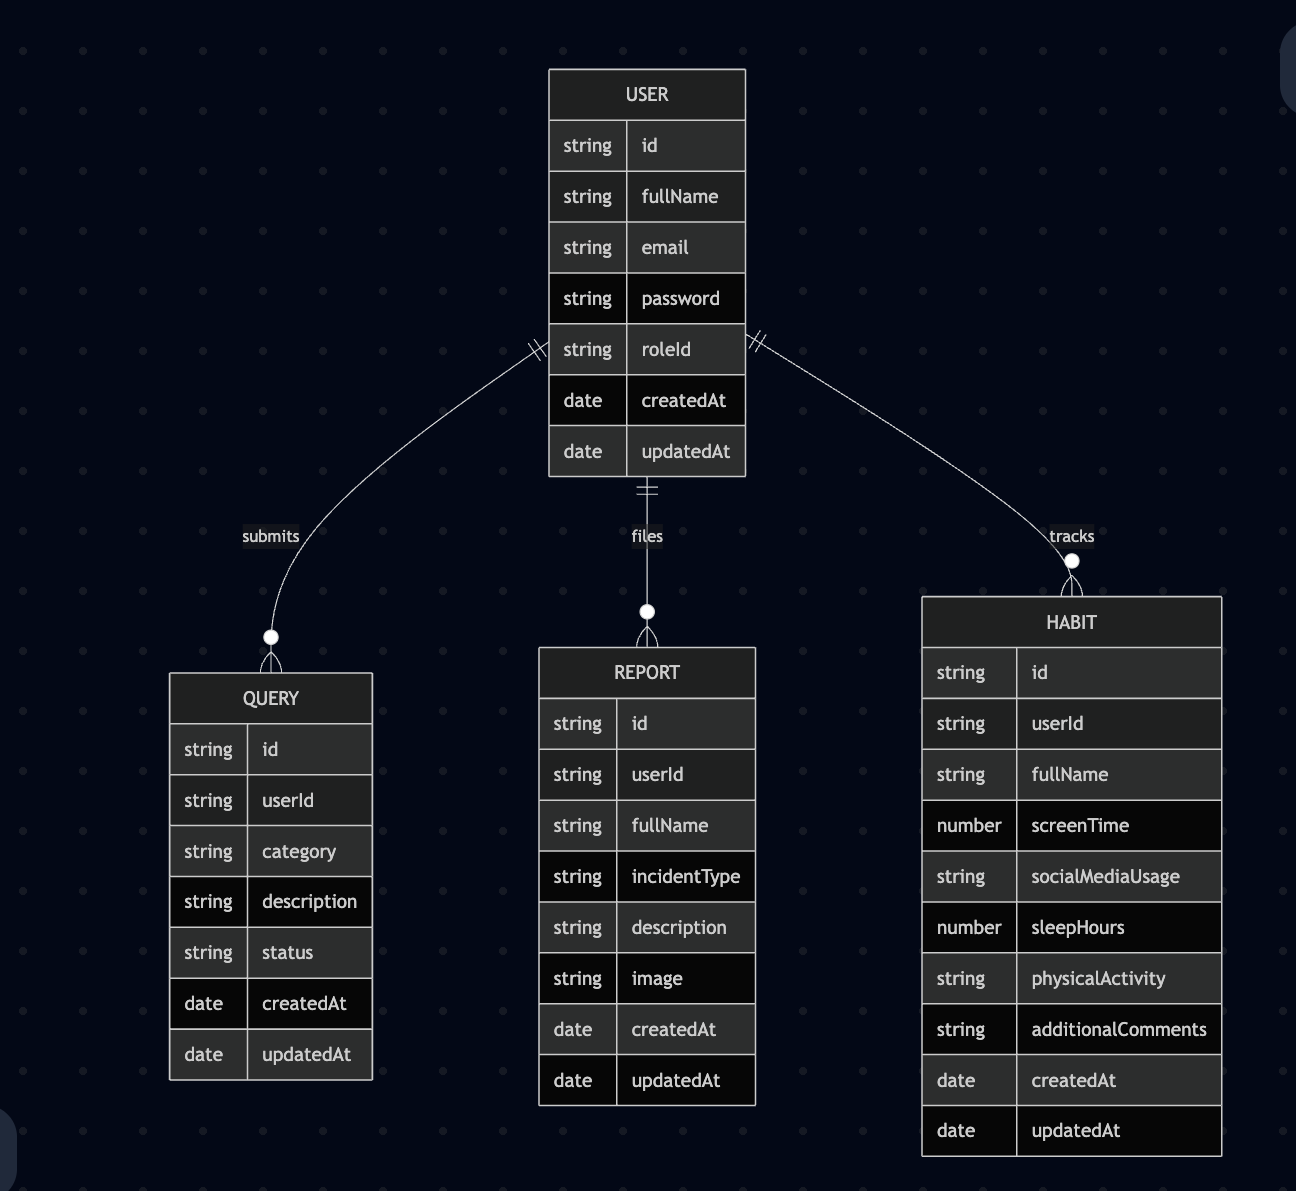 USER
string id
string fullName
string email
string password
string roleId
date createdAt
date updatedAt
submits
files
tracks
QUERY
string id
string userId
string category
string description
string status
date createdAt
date updatedAt
REPORT
string id
string userId
string fullName
string incidentType
string description
string image
date createdAt
date updatedAt
HABIT
string id
string userId
string fullName
number screenTime
string socialMediaUsage
number sleepHours
string physicalActivity
string additionalComments
date createdAt
date updatedAt